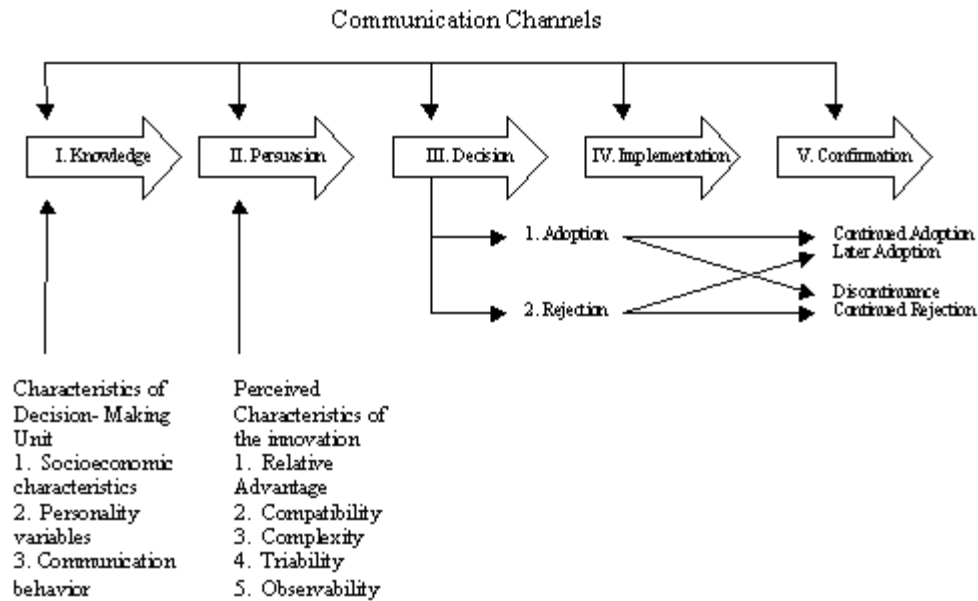 Communication Channels
I. Knowledge
II. Persuasion
III. Decision
IV. Implementation
V. Confirmation
1. Adoption
Continued Adoption
Later Adoption
Discontinuance
2. Rejection
Continued Rejection
Characteristics of
Decision- Making
Unit
1. Socioeconomic
characteristics
2. Personality
variables
3. Communication
behavior
Perceived
Characteristics of
the innovation
1. Relative
Advantage
2. Compatibility
3. Complexity
4. Triability
5. Observability